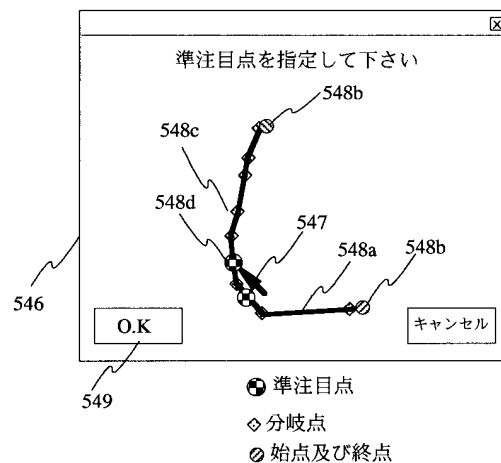 準注目点を指定して下さい
548b
548c
548d
547
548a
548b
546
O.K
キャンセル
549
準注目点
分岐点
始点及び終点